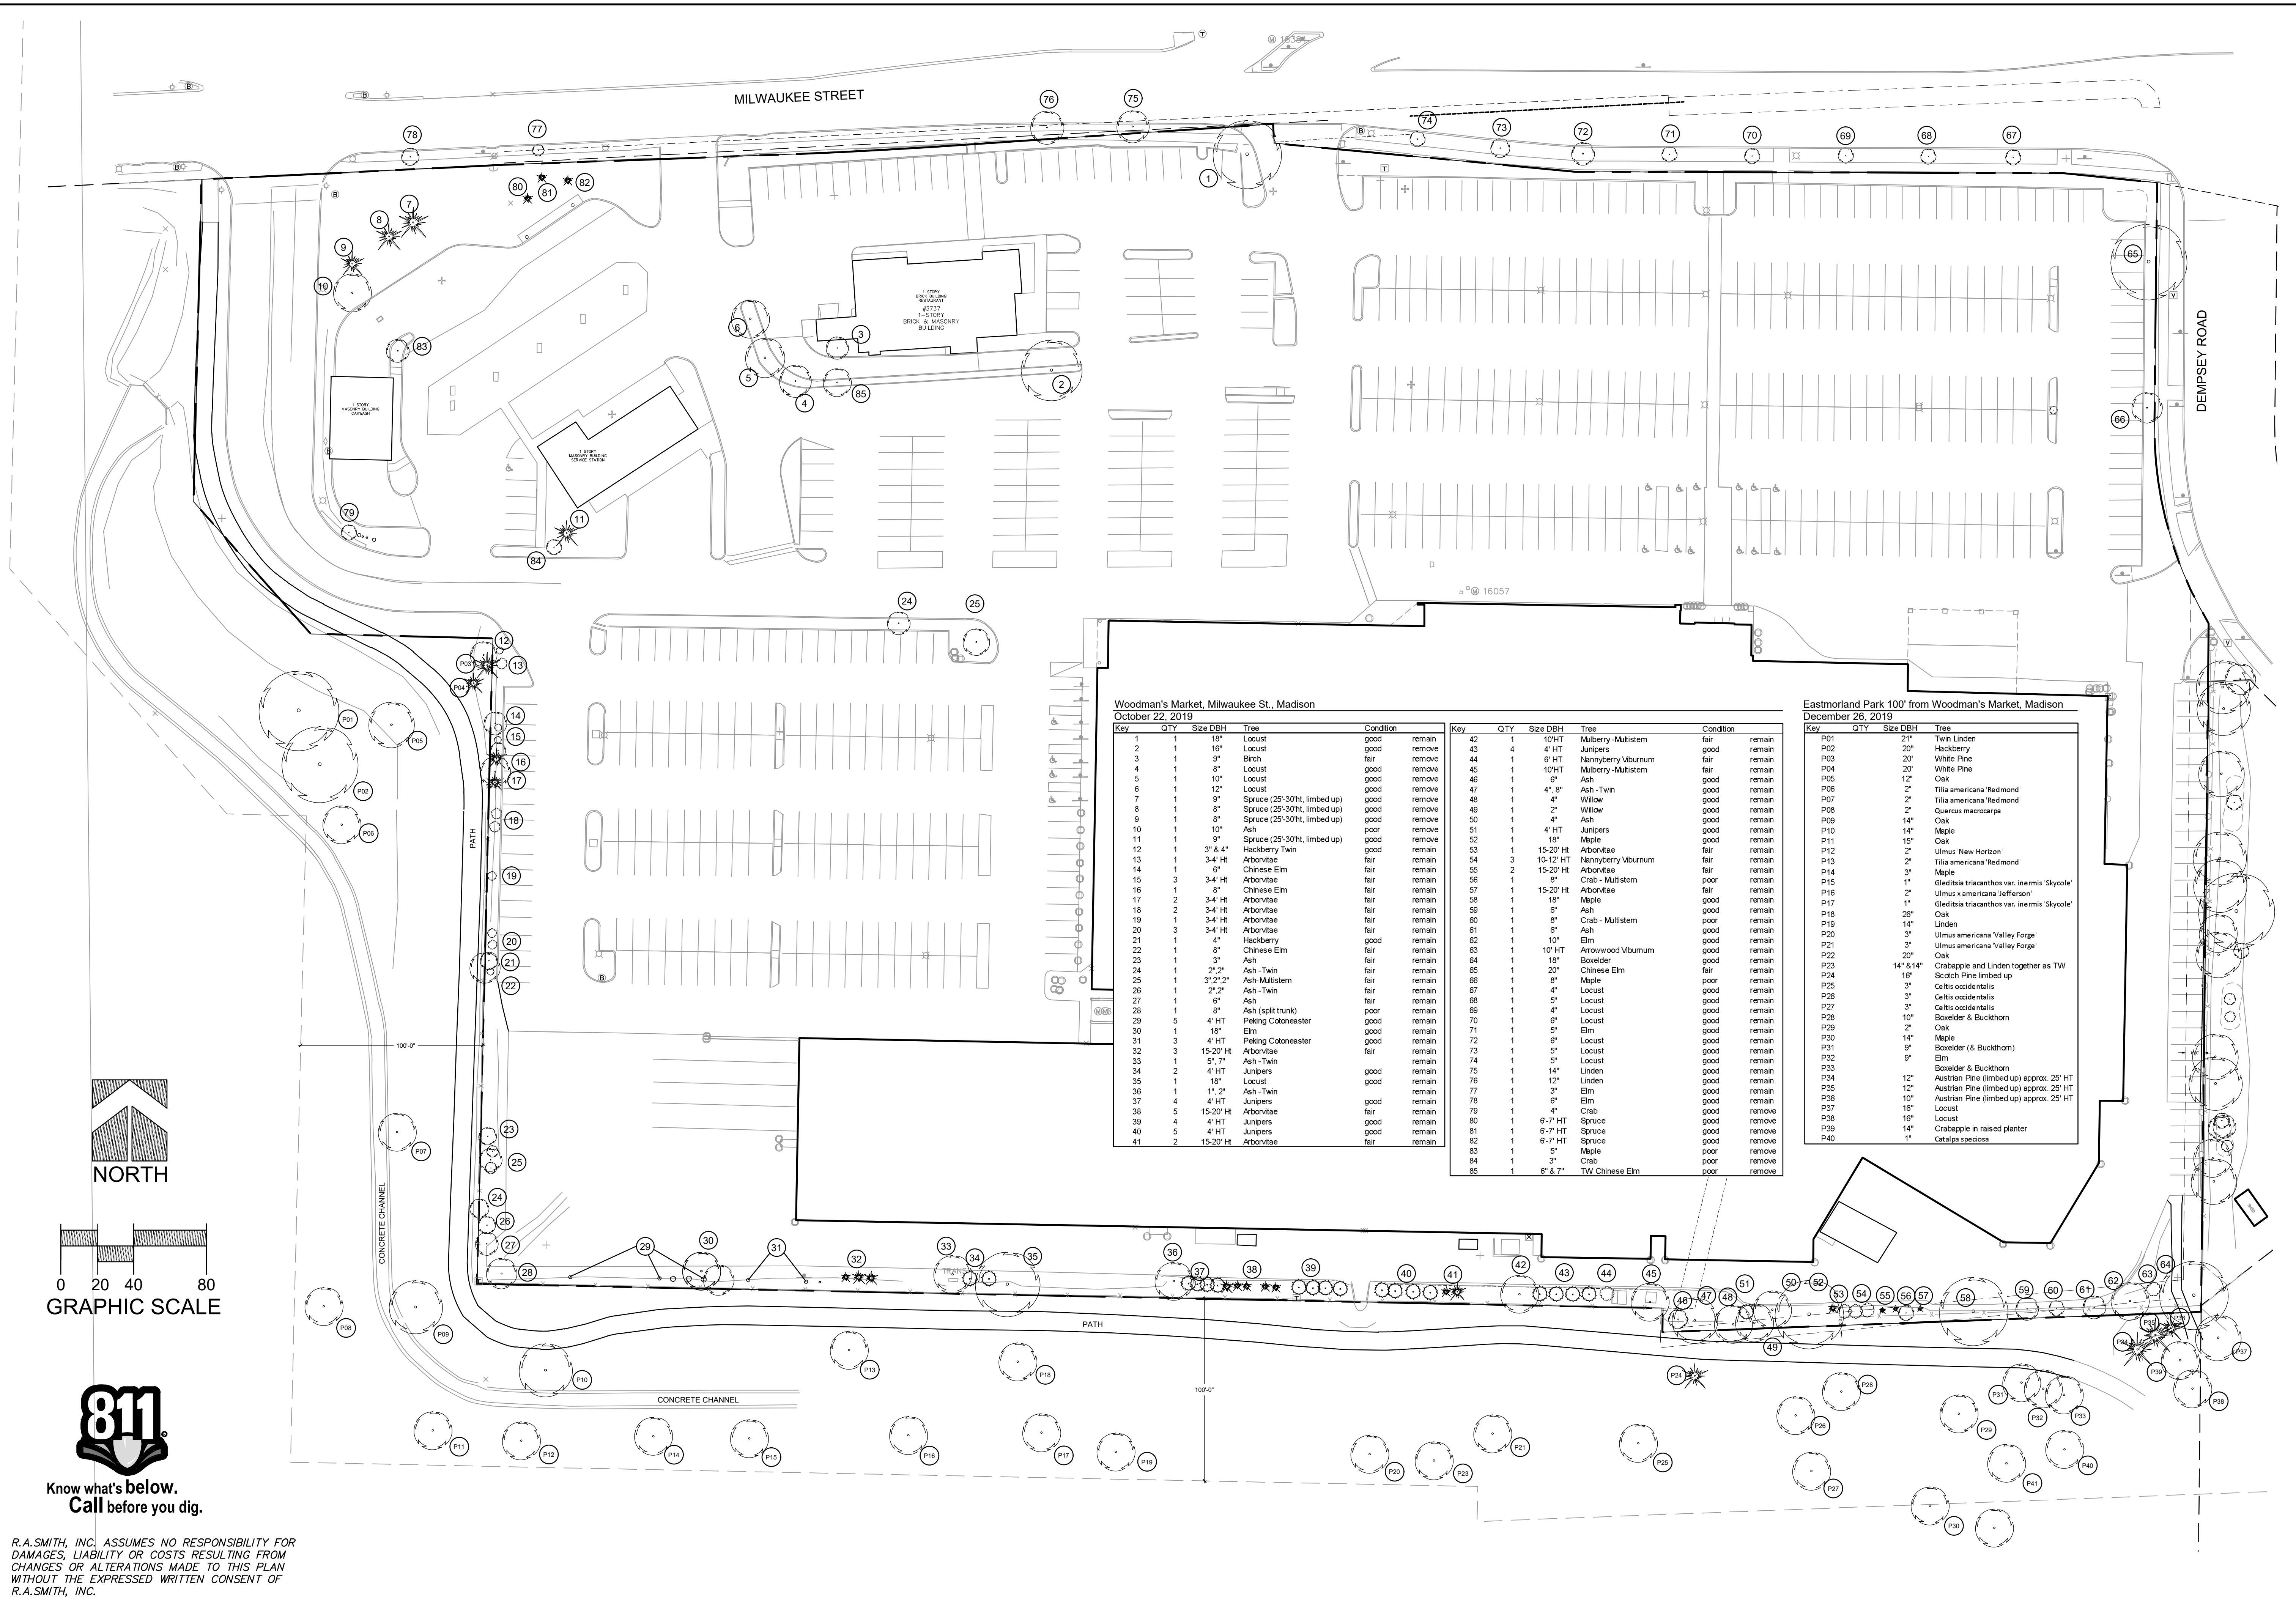 MILWAUKEE STREET
DEMPSEY ROAD
1 STORY
BRICK BUILDING
RESTAURANT
#3737
1-STORY
BRICK & MASONRY
BUILDING
1 STORY
MASONRY BUILDING
CARWASH
1 STORY
MASONRY BUILDING
SERVICE STATION
16057
Woodman's Market, Milwaukee St., Madison
October 22, 2019
Key QTY Size DBH Tree Condition
1 1 18" Locust good remain
2 1 16" Locust good remove
3 1 9" Birch fair remove
4 1 8" Locust good remove
5 1 10" Locust good remove
6 1 12" Locust good remove
7 1 9" Spruce (25'-30'ht, limbed up) good remove
8 1 8" Spruce (25'-30'ht, limbed up) good remove
9 1 8" Spruce (25'-30'ht, limbed up) good remove
10 1 10" Ash poor remove
11 1 9" Spruce (25'-30'ht, limbed up) good remove
12 1 3" & 4" Hackberry Twin good remain
13 1 3-4' Ht Arborvitae fair remain
14 1 6" Chinese Elm fair remain
15 3 3-4' Ht Arborvitae fair remain
16 1 8" Chinese Elm fair remain
17 2 3-4' Ht Arborvitae fair remain
18 2 3-4' Ht Arborvitae fair remain
19 1 3-4' Ht Arborvitae fair remain
20 3 3-4' Ht Arborvitae fair remain
21 1 4" Hackberry good remain
22 1 8" Chinese Elm fair remain
23 1 3" Ash fair remain
24 1 2",2" Ash -Twin fair remain
25 1 3",2",2" Ash-Multistem fair remain
26 1 2",2" Ash -Twin fair remain
27 1 6" Ash fair remain
28 1 8" Ash (split trunk) poor remain
29 5 4' HT Peking Cotoneaster good remain
30 1 18" Elm good remain
31 3 4' HT Peking Cotoneaster good remain
32 3 15-20' Ht Arborvitae fair remain
33 1 5", 7" Ash -Twin remain
34 2 4' HT Junipers good remain
35 1 18" Locust good remain
36 1 1", 2" Ash -Twin remain
37 4 4' HT Junipers good remain
38 5 15-20' Ht Arborvitae fair remain
39 4 4' HT Junipers good remain
40 5 4' HT Junipers good remain
41 2 15-20' Ht Arborvitae fair remain
Key QTY Size DBH Tree Condition
42 1 10'HT Mulberry -Multistem fair remain
43 4 4' HT Junipers good remain
44 1 6' HT Nannyberry Viburnum fair remain
45 1 10'HT Mulberry -Multistem fair remain
46 1 6" Ash good remain
47 1 4", 8" Ash -Twin good remain
48 1 4" Willow good remain
49 1 2" Willow good remain
50 1 4" Ash good remain
51 1 4' HT Junipers good remain
52 1 18" Maple good remain
53 1 15-20' Ht Arborvitae fair remain
54 3 10-12' HT Nannyberry Viburnum fair remain
55 2 15-20' Ht Arborvitae fair remain
56 1 8" Crab - Multistem poor remain
57 1 15-20' Ht Arborvitae fair remain
58 1 18" Maple good remain
59 1 6" Ash good remain
60 1 8" Crab - Multistem poor remain
61 1 6" Ash good remain
62 1 10" Elm good remain
63 1 10' HT Arrowwood Viburnum good remain
64 1 18" Boxelder good remain
65 1 20" Chinese Elm fair remain
66 1 8" Maple poor remain
67 1 4" Locust good remain
68 1 5" Locust good remain
69 1 4" Locust good remain
70 1 6" Locust good remain
71 1 5" Elm good remain
72 1 6" Locust good remain
73 1 5" Locust good remain
74 1 5" Locust good remain
75 1 14" Linden good remain
76 1 12" Linden good remain
77 1 3" Elm good remain
78 1 6" Elm good remain
79 1 4" Crab good remove
80 1 6'-7' HT Spruce good remove
81 1 6'-7' HT Spruce good remove
82 1 6'-7' HT Spruce good remove
83 1 5" Maple poor remove
84 1 3" Crab poor remove
85 1 6" & 7" TW Chinese Elm poor remove
Eastmorland Park 100' from Woodman's Market, Madison
December 26, 2019
Key QTY Size DBH Tree
P01 21" Twin Linden
P02 20" Hackberry
P03 20' White Pine
P04 20' White Pine
P05 12" Oak
P06 2" Tilia americana 'Redmond'
P07 2" Tilia americana 'Redmond'
P08 2" Quercus macrocarpa
P09 14" Oak
P10 14" Maple
P11 15" Oak
P12 2" Ulmus 'New Horizon'
P13 2" Tilia americana 'Redmond'
P14 3" Maple
P15 1" Gleditsia triacanthos var. inermis 'Skycole'
P16 2" Ulmus x americana 'Jefferson'
P17 1" Gleditsia triacanthos var. inermis 'Skycole'
P18 26" Oak
P19 14" Linden
P20 3" Ulmus americana 'Valley Forge'
P21 3" Ulmus americana 'Valley Forge'
P22 20" Oak
P23 14" &14" Crabapple and Linden together as TW
P24 16" Scotch Pine limbed up
P25 3" Celtis occidentalis
P26 3" Celtis occidentalis
P27 3" Celtis occidentalis
P28 10" Boxelder & Buckthorn
P29 2" Oak
P30 14" Maple
P31 9" Boxelder (& Buckthorn)
P32 9" Elm
P33 Boxelder & Buckthorn
P34 12" Austrian Pine (limbed up) approx. 25' HT
P35 12" Austrian Pine (limbed up) approx. 25' HT
P36 10" Austrian Pine (limbed up) approx. 25' HT
P37 16" Locust
P38 16" Locust
P39 14" Crabapple in raised planter
P40 1" Catalpa speciosa
PATH
100'-0"
CONCRETE CHANNEL
PATH
CONCRETE CHANNEL
100'-0"
NORTH
0 20 40 80
GRAPHIC SCALE
811
Know what's below.
Call before you dig.
R.A.SMITH, INC. ASSUMES NO RESPONSIBILITY FOR
DAMAGES, LIABILITY OR COSTS RESULTING FROM
CHANGES OR ALTERATIONS MADE TO THIS PLAN
WITHOUT THE EXPRESSED WRITTEN CONSENT OF
R.A.SMITH, INC.